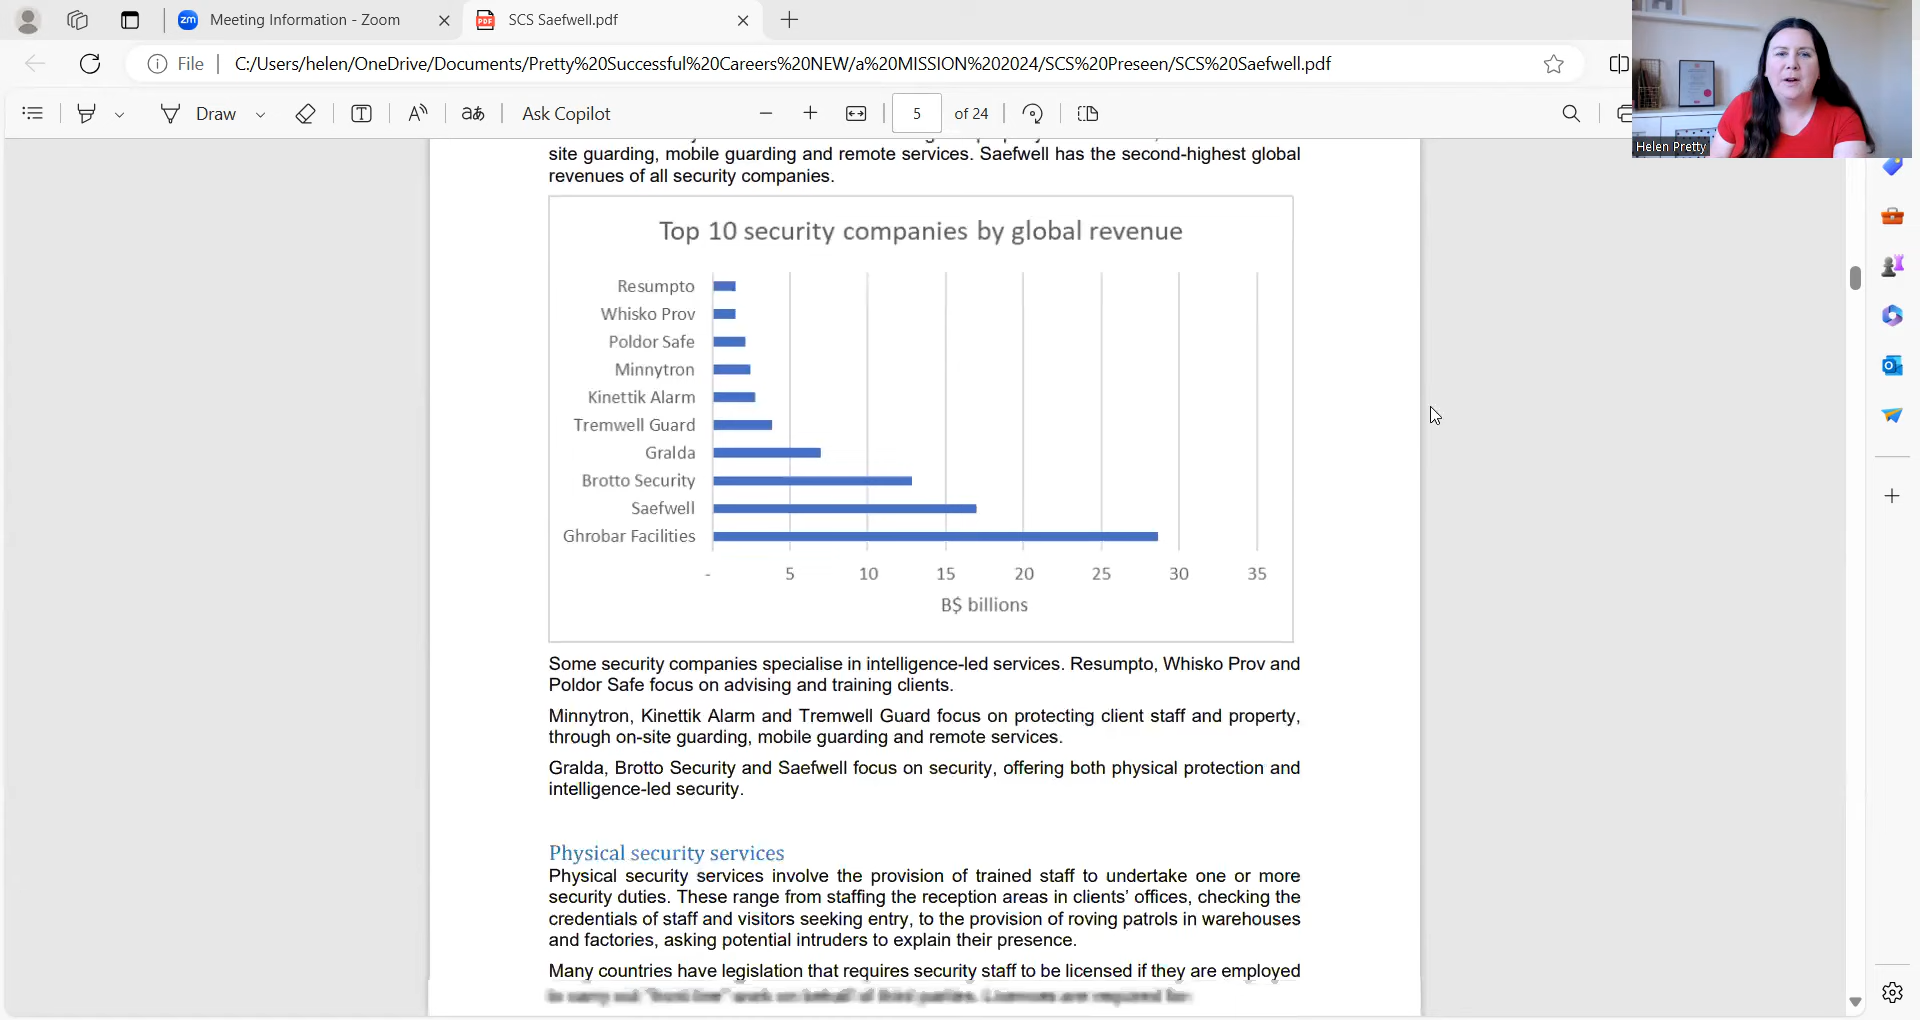 Meeting Information - Zoom
SCS Saefwell.pdf
File
C:/Users/helen/OneDrive/Documents/Pretty%20Successful%20Careers%20NEW/a%20MISSION%202024/SCS%20Preseen/SCS%20Saefwell.pdf
Draw
Ask Copilot
5
of 24
Helen Pretty
site guarding, mobile guarding and remote services. Saefwell has the second-highest global
revenues of all security companies.
Top 10 security companies by global revenue
Resumpto
Whisko Prov
Poldor Safe
Minnytron
Kinettik Alarm
Tremwell Guard
Gralda
Brotto Security
Saefwell
Ghrobar Facilities
- 5 10 15 20 25 30 35
B$ billions
Some security companies specialise in intelligence-led services. Resumpto, Whisko Prov and
Poldor Safe focus on advising and training clients.
Minnytron, Kinettik Alarm and Tremwell Guard focus on protecting client staff and property,
through on-site guarding, mobile guarding and remote services.
Gralda, Brotto Security and Saefwell focus on security, offering both physical protection and
intelligence-led security.
Physical security services
Physical security services involve the provision of trained staff to undertake one or more
security duties. These range from staffing the reception areas in clients’ offices, checking the
credentials of staff and visitors seeking entry, to the provision of roving patrols in warehouses
and factories, asking potential intruders to explain their presence.
Many countries have legislation that requires security staff to be licensed if they are employed